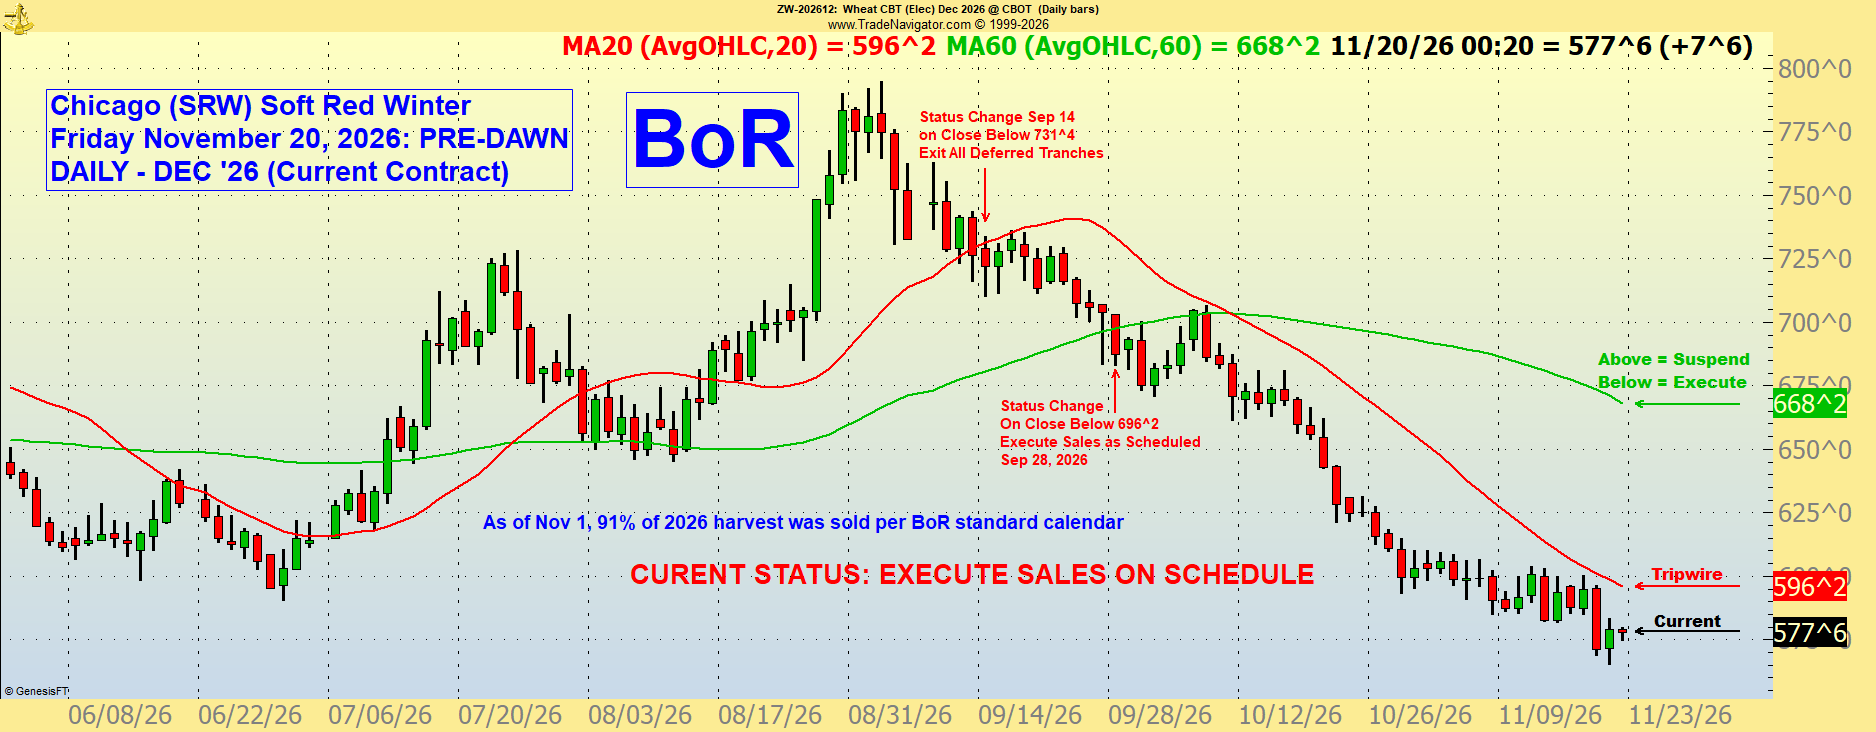 ZW-202612: Wheat CBT (Elec) Dec 2026 @ CBOT (Daily bars)
www.TradeNavigator.com © 1999-2026
MA20 (AvgOHLC,20) = 596^2 MA60 (AvgOHLC,60) = 668^2 11/20/26 00:20 = 577^6 (+7^6)
Chicago (SRW) Soft Red Winter
Friday November 20, 2026: PRE-DAWN
DAILY - DEC '26 (Current Contract)
BoR
Status Change Sep 14
on Close Below 731^4
Exit All Deferred Tranches
800^0
775^0
750^0
725^0
700^0
Above = Suspend
Below = Execute
675^0
668^2
Status Change
On Close Below 696^2
Execute Sales as Scheduled
Sep 28, 2026
650^0
625^0
As of Nov 1, 91% of 2026 harvest was sold per BoR standard calendar
CURENT STATUS: EXECUTE SALES ON SCHEDULE
Tripwire
596^2
Current
577^6
© GenesisFT
06/08/26 06/22/26 07/06/26 07/20/26 08/03/26 08/17/26 08/31/26 09/14/26 09/28/26 10/12/26 10/26/26 11/09/26 11/23/26